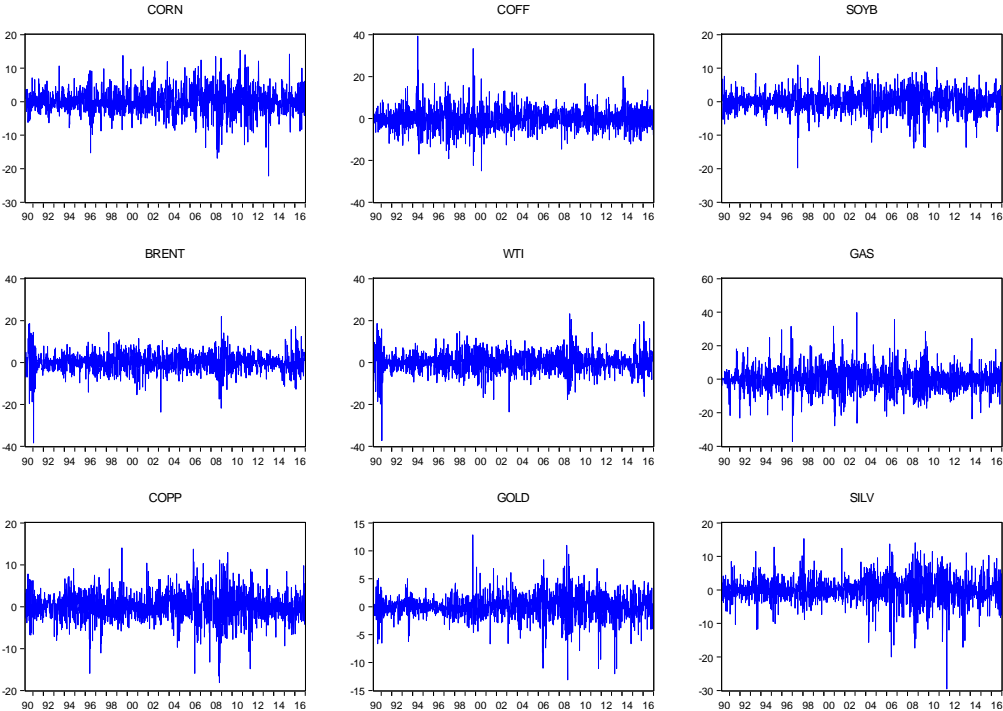 CORN COFF SOYB
20 40 20
10 20 10
0 0 0
-10 -20 -10
-20 -40 -20
-30 -30
90 92 94 96 98 00 02 04 06 08 10 12 14 16 90 92 94 96 98 00 02 04 06 08 10 12 14 16 90 92 94 96 98 00 02 04 06 08 10 12 14 16
BRENT WTI GAS
40 40 60
20 20 40
0 0 20
-20 -20 0
-40 -40 -20
-40
90 92 94 96 98 00 02 04 06 08 10 12 14 16 90 92 94 96 98 00 02 04 06 08 10 12 14 16 90 92 94 96 98 00 02 04 06 08 10 12 14 16
COPP GOLD SILV
20 15 20
10 10 10
0 5 0
-10 0 -10
-20 -5 -20
-10 -30
-15
90 92 94 96 98 00 02 04 06 08 10 12 14 16 90 92 94 96 98 00 02 04 06 08 10 12 14 16 90 92 94 96 98 00 02 04 06 08 10 12 14 16